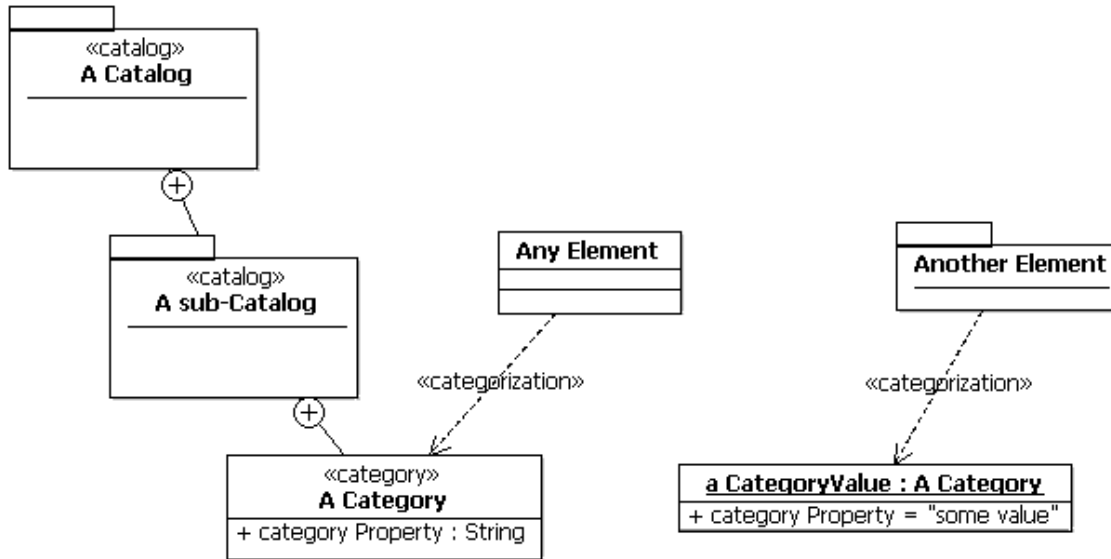 «catalog»
A Catalog
«catalog»
A sub-Catalog
Any Element
Another Element
«categorization»
«categorization»
«category»
A Category
+ category Property : String
a CategoryValue : A Category
+ category Property = "some value"